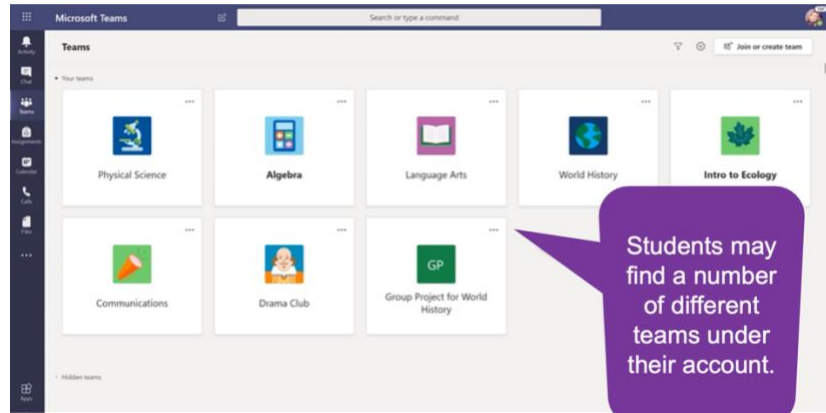 Microsoft Teams
Search or type a command
Activity
Teams
Join or create team
Chat
Your teams
Teams
Assignments
Calendar
Calls
Files
Physical Science
Algebra
Language Arts
World History
Intro to Ecology
GP
Communications
Drama Club
Group Project for World
History
Students may
find a number
of different
teams under
their account.
Hidden teams
Apps